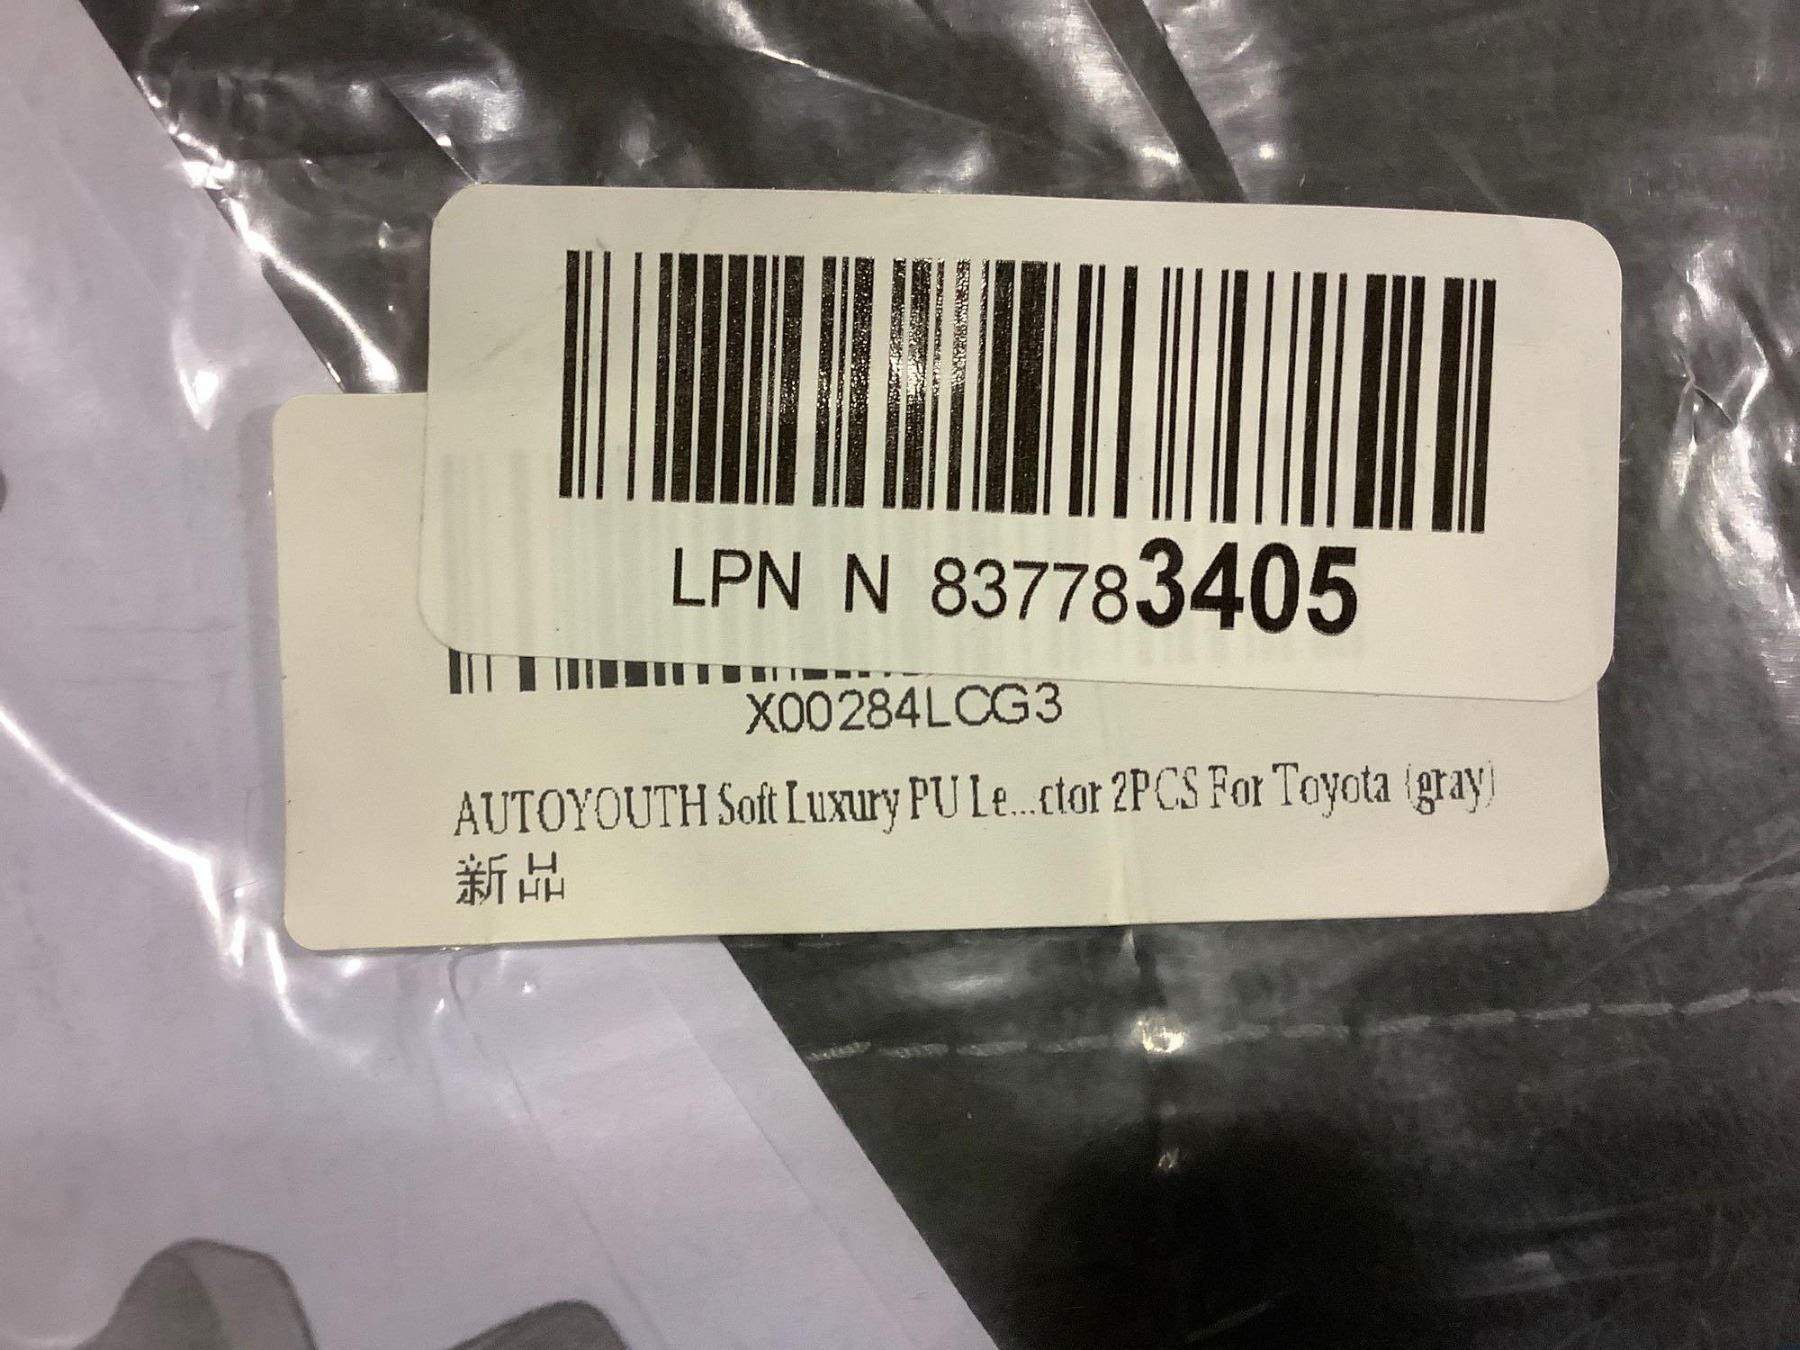 LPN N 837783405
X00284LCG3
AUTOYOUTH Soft Luxury PU Le...ctor 2PCS For Toyota (gray)
新品